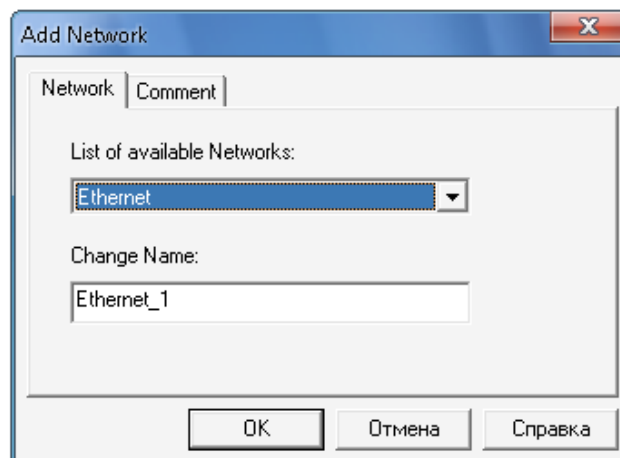 Add Network
Network Comment
List of available Networks:
Ethernet
Change Name:
Ethernet_1
OK Отмена Справка